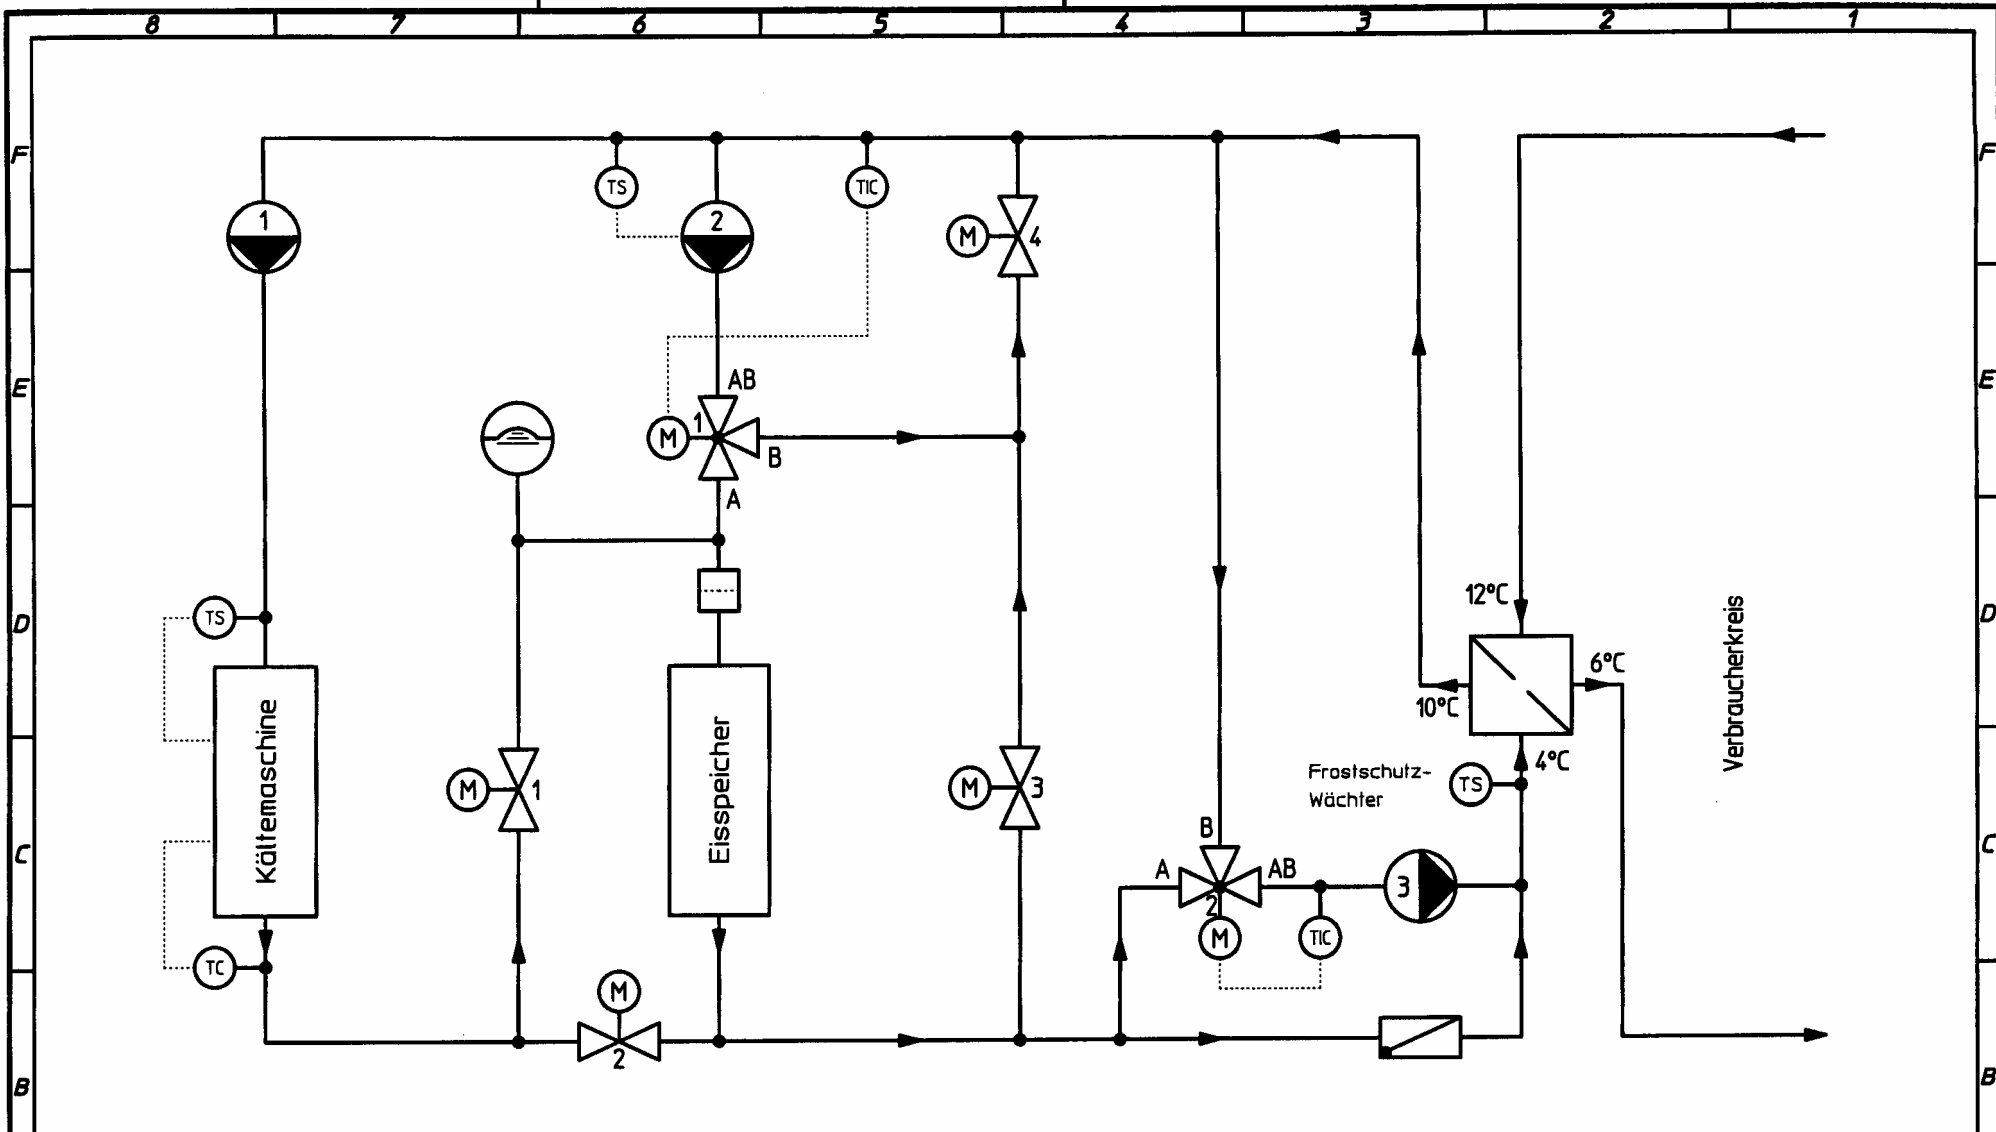 8 7 6 5 4 3 2 1
F F
1 TS 2 TIC
M 4
E E
AB
M 1
B
A
D D
TS
12°C
6°C
10°C
Kältemaschine
Eisspeicher
Verbraucherkreis
4°C
Frostschutz-
Wächter
TS
M 1
M 3
C C
B
A AB
2
3
M TIC
TC
M
2
B B